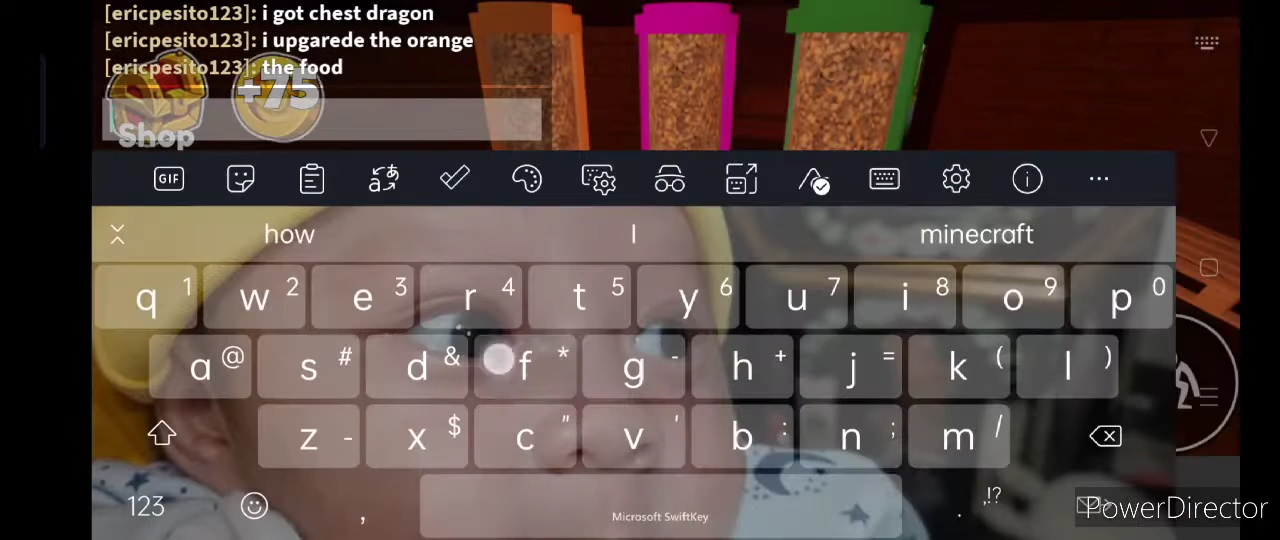 [ericpesito123]: i got chest dragon
[ericpesito123]: i upgarede the orange
[ericpesito123]: the food
+75
Shop
GIF
how I minecraft
q 1 w 2 e 3 r 4 t 5 y 6 u 7 i 8 o 9 p 0
a @ s # d & f * g - h + j = k ( l )
z - x $ c " v ' b : n ; m /
123 , Microsoft SwiftKey . ,!?
PowerDirector